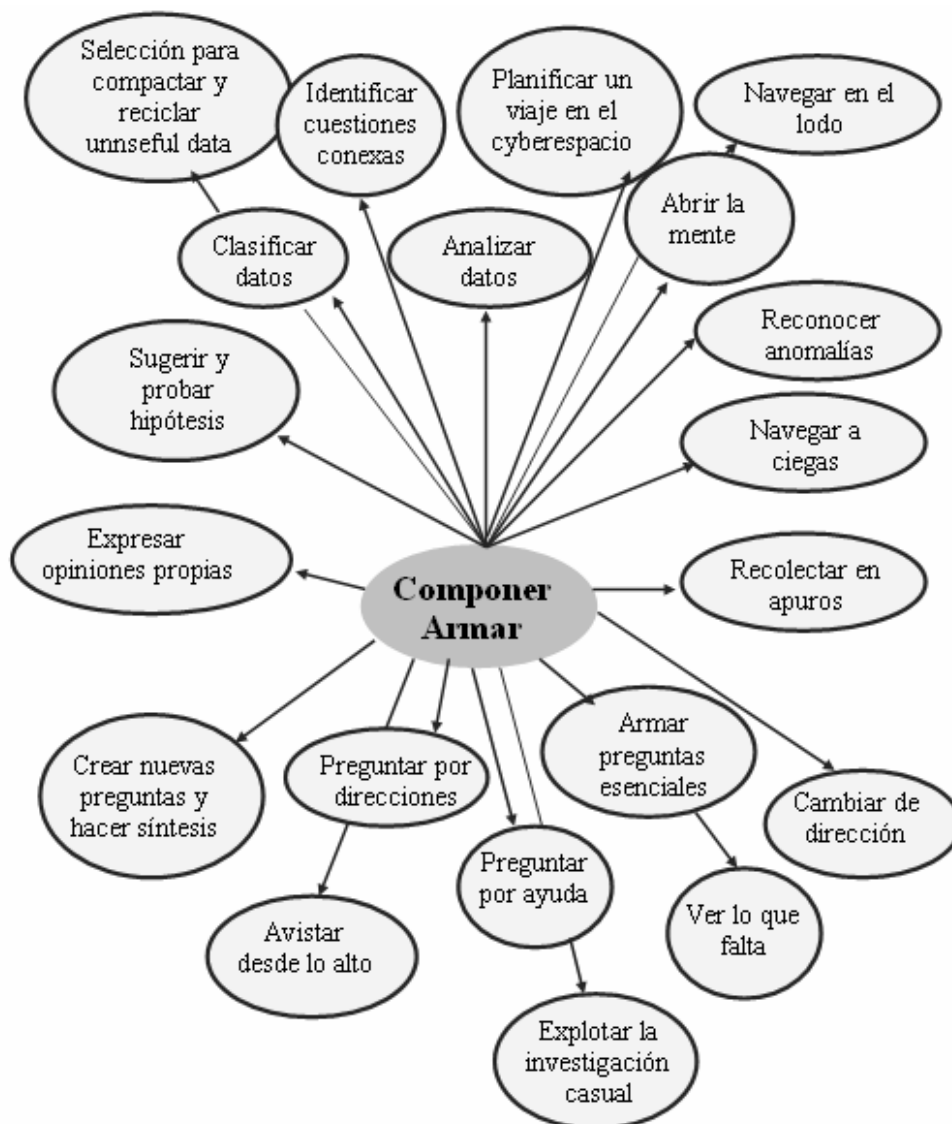 Selección para
compactar y
reciclar
unnseful data
Identificar
cuestiones
conexas
Planificar un
viaje en el
cyberespacio
Navegar en el
lodo
Abrir la
mente
Clasificar
datos
Analizar
datos
Reconocer
anomalías
Sugerir y
probar
hipótesis
Navegar a
ciegas
Expresar
opiniones propias
Componer
Armar
Recolectar en
apuros
Crear nuevas
preguntas y
hacer síntesis
Preguntar por
direcciones
Armar
preguntas
esenciales
Cambiar de
dirección
Preguntar
por ayuda
Ver lo que
falta
Avistar
desde lo alto
Explotar la
investigación
casual